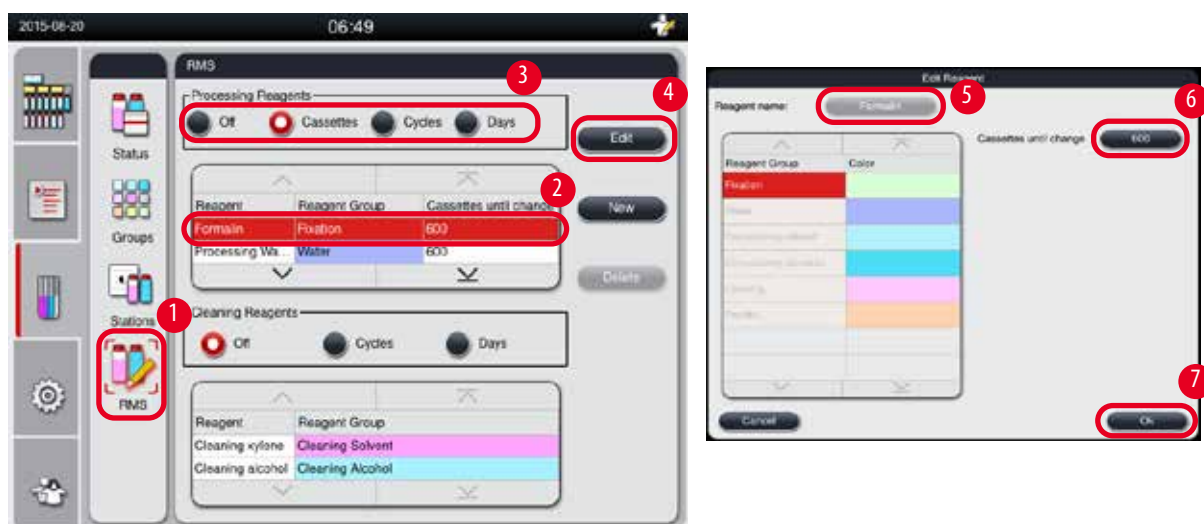 2015-08-20
06:49
RMS
3
Processing Reagents
4
Off
Cassettes
Cycles
Days
Edit
Status
2
Reagent
Reagent Group
Cassettes until change
New
Formalin
Fixation
600
Groups
Processing Wa...
Water
600
Delete
1
Stations
Cleaning Reagents
Off
Cycles
Days
RMS
Reagent
Reagent Group
Cleaning xylene
Cleaning Solvent
Cleaning alcohol
Cleaning Alcohol
Edit Reagent
Reagent name:
Formalin
5
6
Cassettes until change
600
Reagent Group
Color
Fixation
Water
7
Cancel
Ok